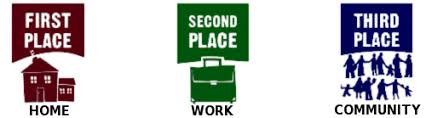 FIRST
PLACE
HOME
SECOND
PLACE
WORK
THIRD
PLACE
COMMUNITY